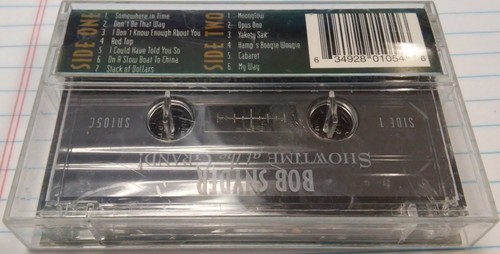 SIDE ONE
1 Somewhere in Time
2 Don't Be That Way
3 I Don't Know Enough About You
4 Red Top
5 I Could Have Told You So
6 On A Slow Boat To China
7 Stack of Dollars
SIDE TWO
1 Moonglow
2 Opus One
3 Yakety Sax
4 Hamp's Boogie Woogie
5 Cabaret
6 My Way
6 34928 01054 6
SIDE 1
SB105C
BOB SNYDER
SHOWTIME at the GRAND!